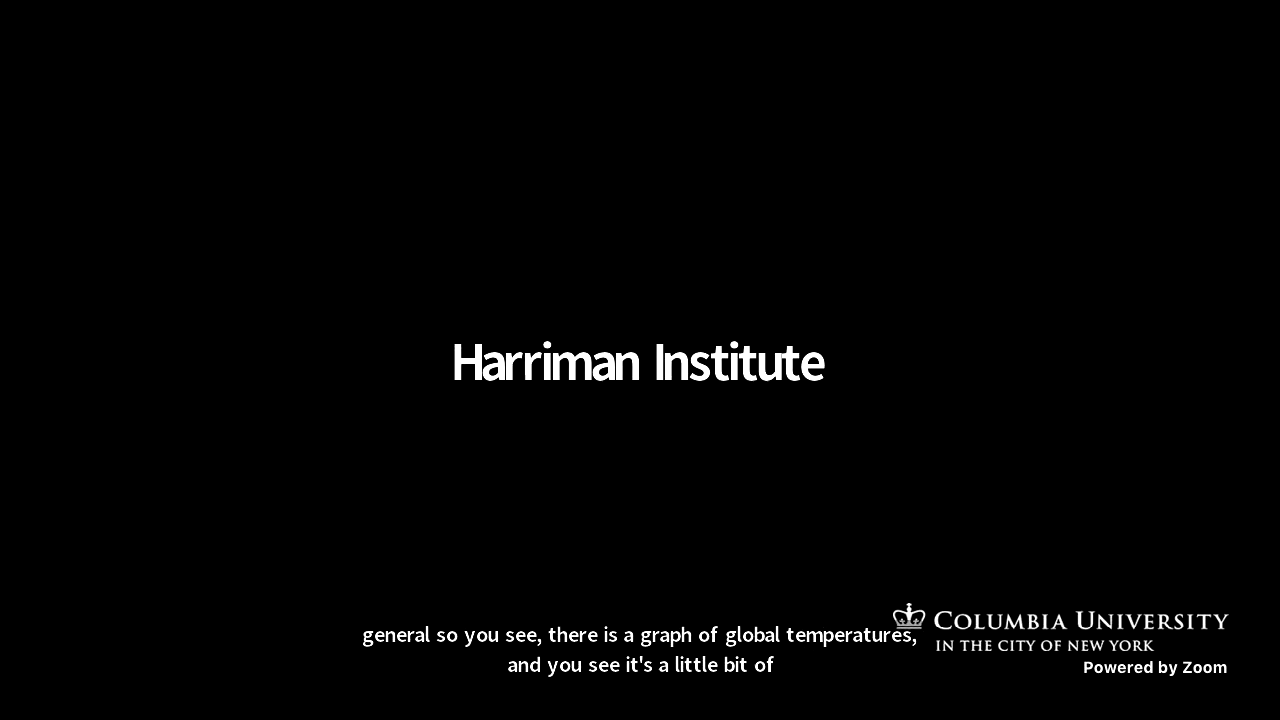 Harriman Institute
general so you see, there is a graph of global temperatures,
and you see it's a little bit of
COLUMBIA UNIVERSITY
IN THE CITY OF NEW YORK
Powered by Zoom